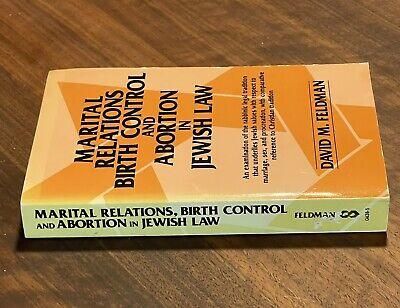 MARITAL
RELATIONS
BIRTH CONTROL
AND
ABORTION
IN
JEWISH LAW
An examination of the rabbinic legal tradition
that underlies Jewish values with respect to
marriage, sex, and procreation, with comparative
reference to Christian tradition
DAVID M. FELDMAN
MARITAL RELATIONS, BIRTH CONTROL
AND ABORTION IN JEWISH LAW
FELDMAN